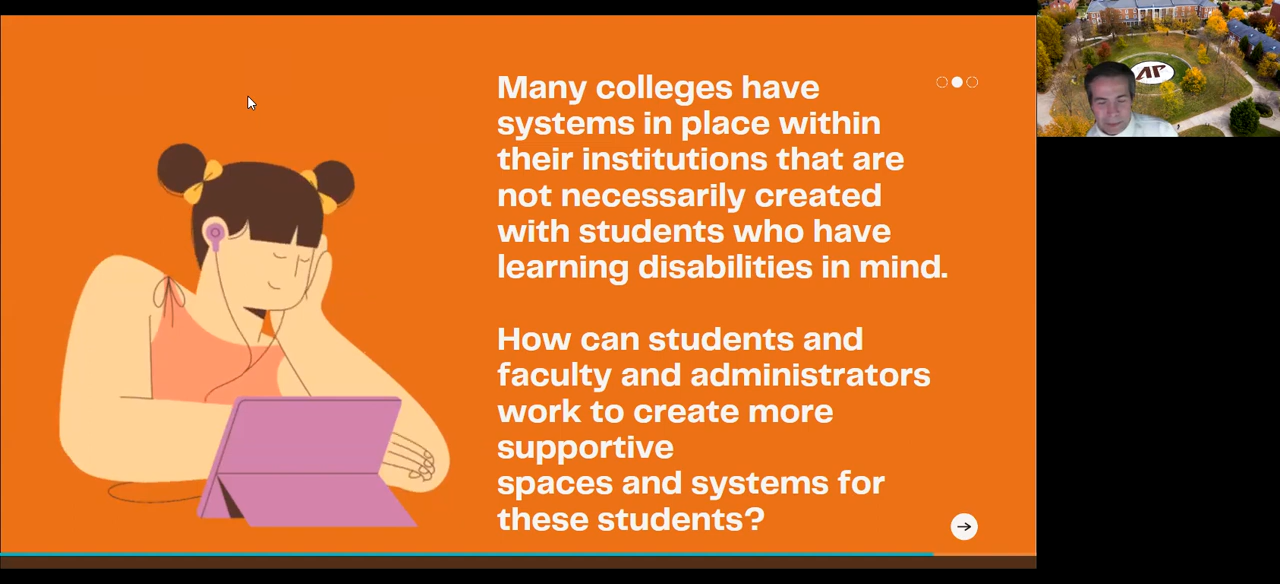 Many colleges have
systems in place within
their institutions that are
not necessarily created
with students who have
learning disabilities in mind.
How can students and
faculty and administrators
work to create more
supportive
spaces and systems for
these students?
AP